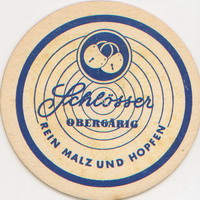 Schlösser
OBERGÄRIG
REIN MALZ UND HOPFEN